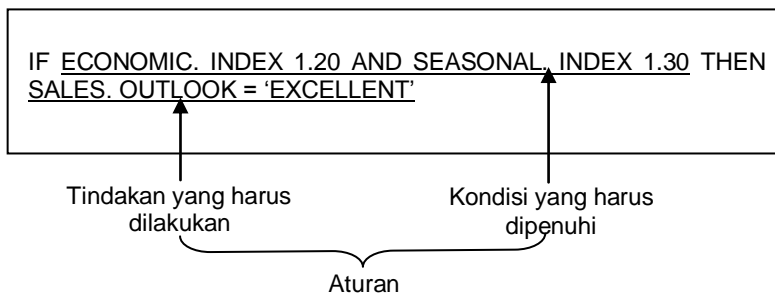 IF ECONOMIC. INDEX 1.20 AND SEASONAL. INDEX 1.30 THEN
SALES. OUTLOOK = ‘EXCELLENT’
Tindakan yang harus
dilakukan
Kondisi yang harus
dipenuhi
Aturan